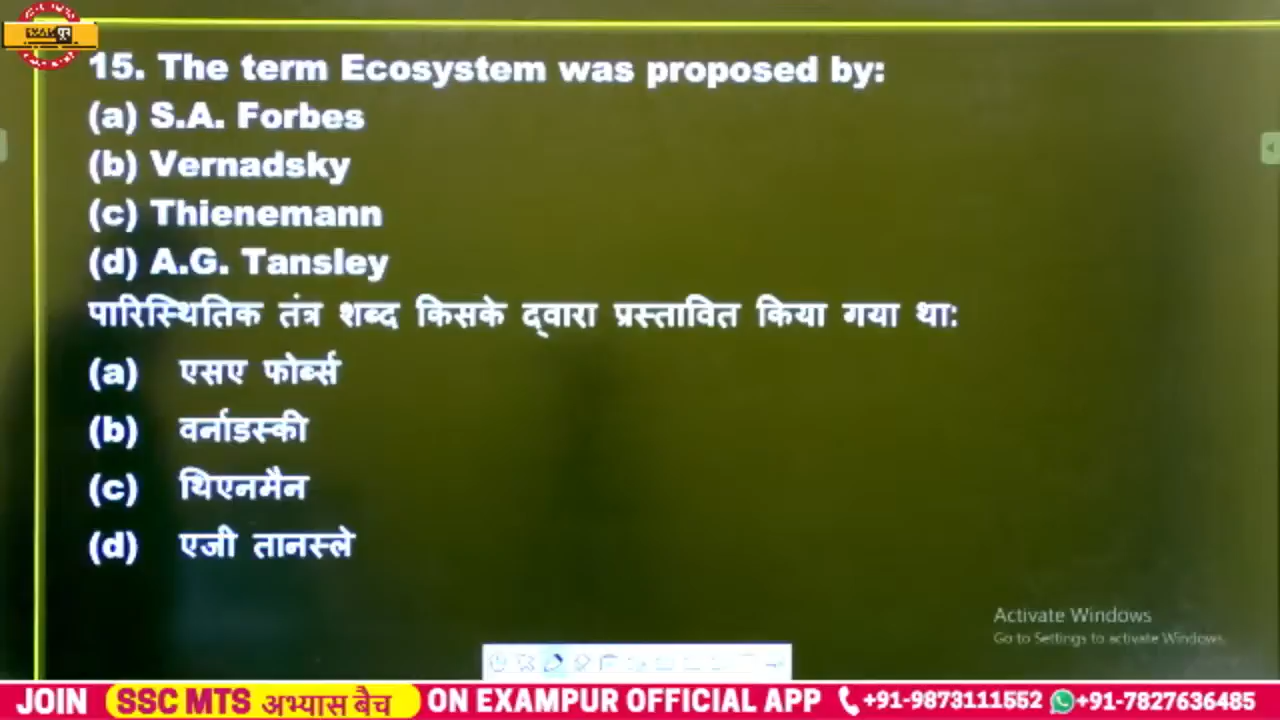 EXAM पुर
15. The term Ecosystem was proposed by:
(a) S.A. Forbes
(b) Vernadsky
(c) Thienemann
(d) A.G. Tansley
पारिस्थितिक तंत्र शब्द किसके द्वारा प्रस्तावित किया गया था:
(a) एसए फोर्ब्स
(b) वर्नाडस्की
(c) थिएनमैन
(d) एजी तानस्ले
Activate Windows
Go to Settings to activate Windows.
JOIN SSC MTS अभ्यास बैच ON EXAMPUR OFFICIAL APP +91-9873111552 +91-7827636485